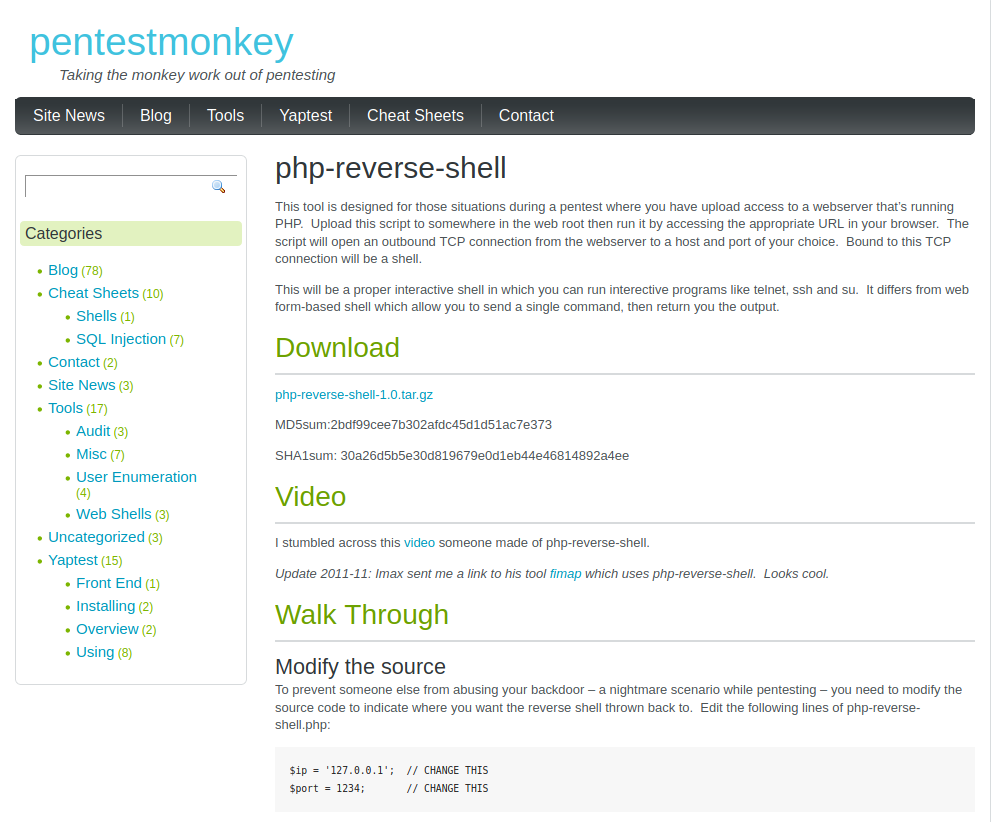 pentestmonkey
Taking the monkey work out of pentesting
Site News
Blog
Tools
Yaptest
Cheat Sheets
Contact
Categories
Blog (78)
Cheat Sheets (10)
Shells (1)
SQL Injection (7)
Contact (2)
Site News (3)
Tools (17)
Audit (3)
Misc (7)
User Enumeration
(4)
Web Shells (3)
Uncategorized (3)
Yaptest (15)
Front End (1)
Installing (2)
Overview (2)
Using (8)
php-reverse-shell
This tool is designed for those situations during a pentest where you have upload access to a webserver that’s running
PHP.  Upload this script to somewhere in the web root then run it by accessing the appropriate URL in your browser.  The
script will open an outbound TCP connection from the webserver to a host and port of your choice.  Bound to this TCP
connection will be a shell.
This will be a proper interactive shell in which you can run interective programs like telnet, ssh and su.  It differs from web
form-based shell which allow you to send a single command, then return you the output.
Download
php-reverse-shell-1.0.tar.gz
MD5sum:2bdf99cee7b302afdc45d1d51ac7e373
SHA1sum: 30a26d5b5e30d819679e0d1eb44e46814892a4ee
Video
I stumbled across this video someone made of php-reverse-shell.
Update 2011-11: Imax sent me a link to his tool fimap which uses php-reverse-shell.  Looks cool.
Walk Through
Modify the source
To prevent someone else from abusing your backdoor – a nightmare scenario while pentesting – you need to modify the
source code to indicate where you want the reverse shell thrown back to.  Edit the following lines of php-reverse-
shell.php:
$ip = '127.0.0.1';  // CHANGE THIS
$port = 1234;       // CHANGE THIS